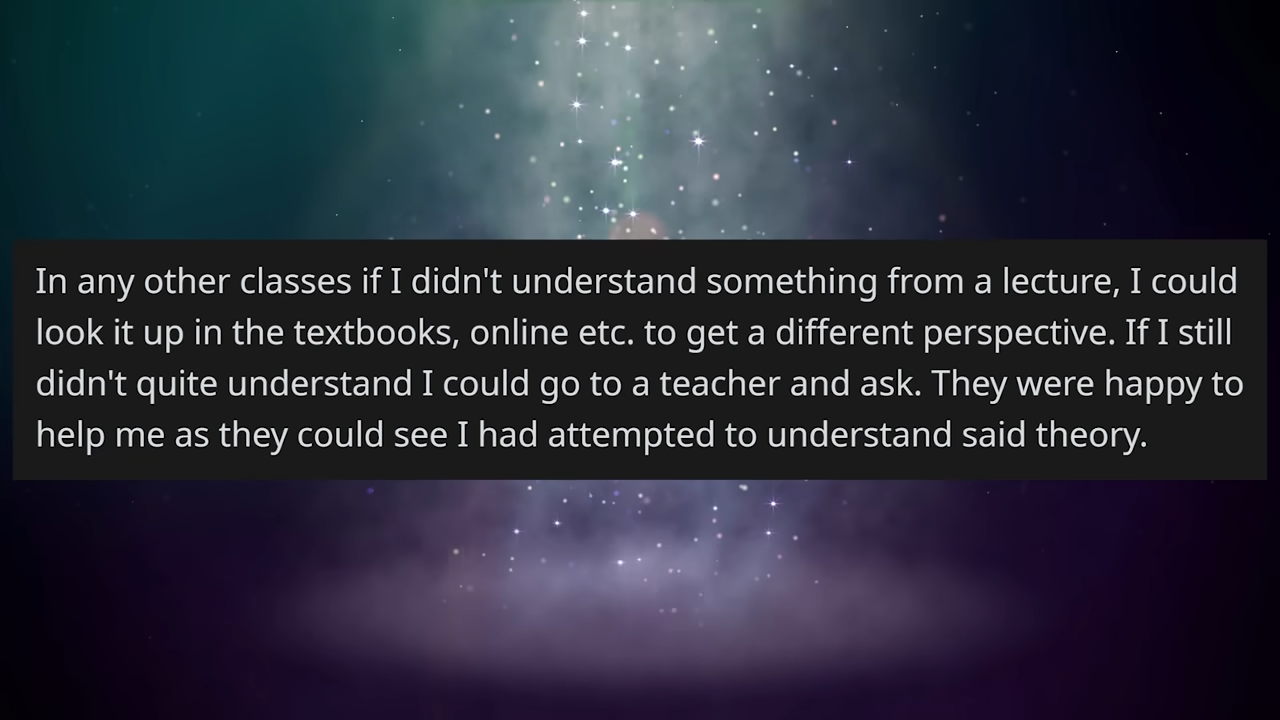 In any other classes if I didn't understand something from a lecture, I could
look it up in the textbooks, online etc. to get a different perspective. If I still
didn't quite understand I could go to a teacher and ask. They were happy to
help me as they could see I had attempted to understand said theory.